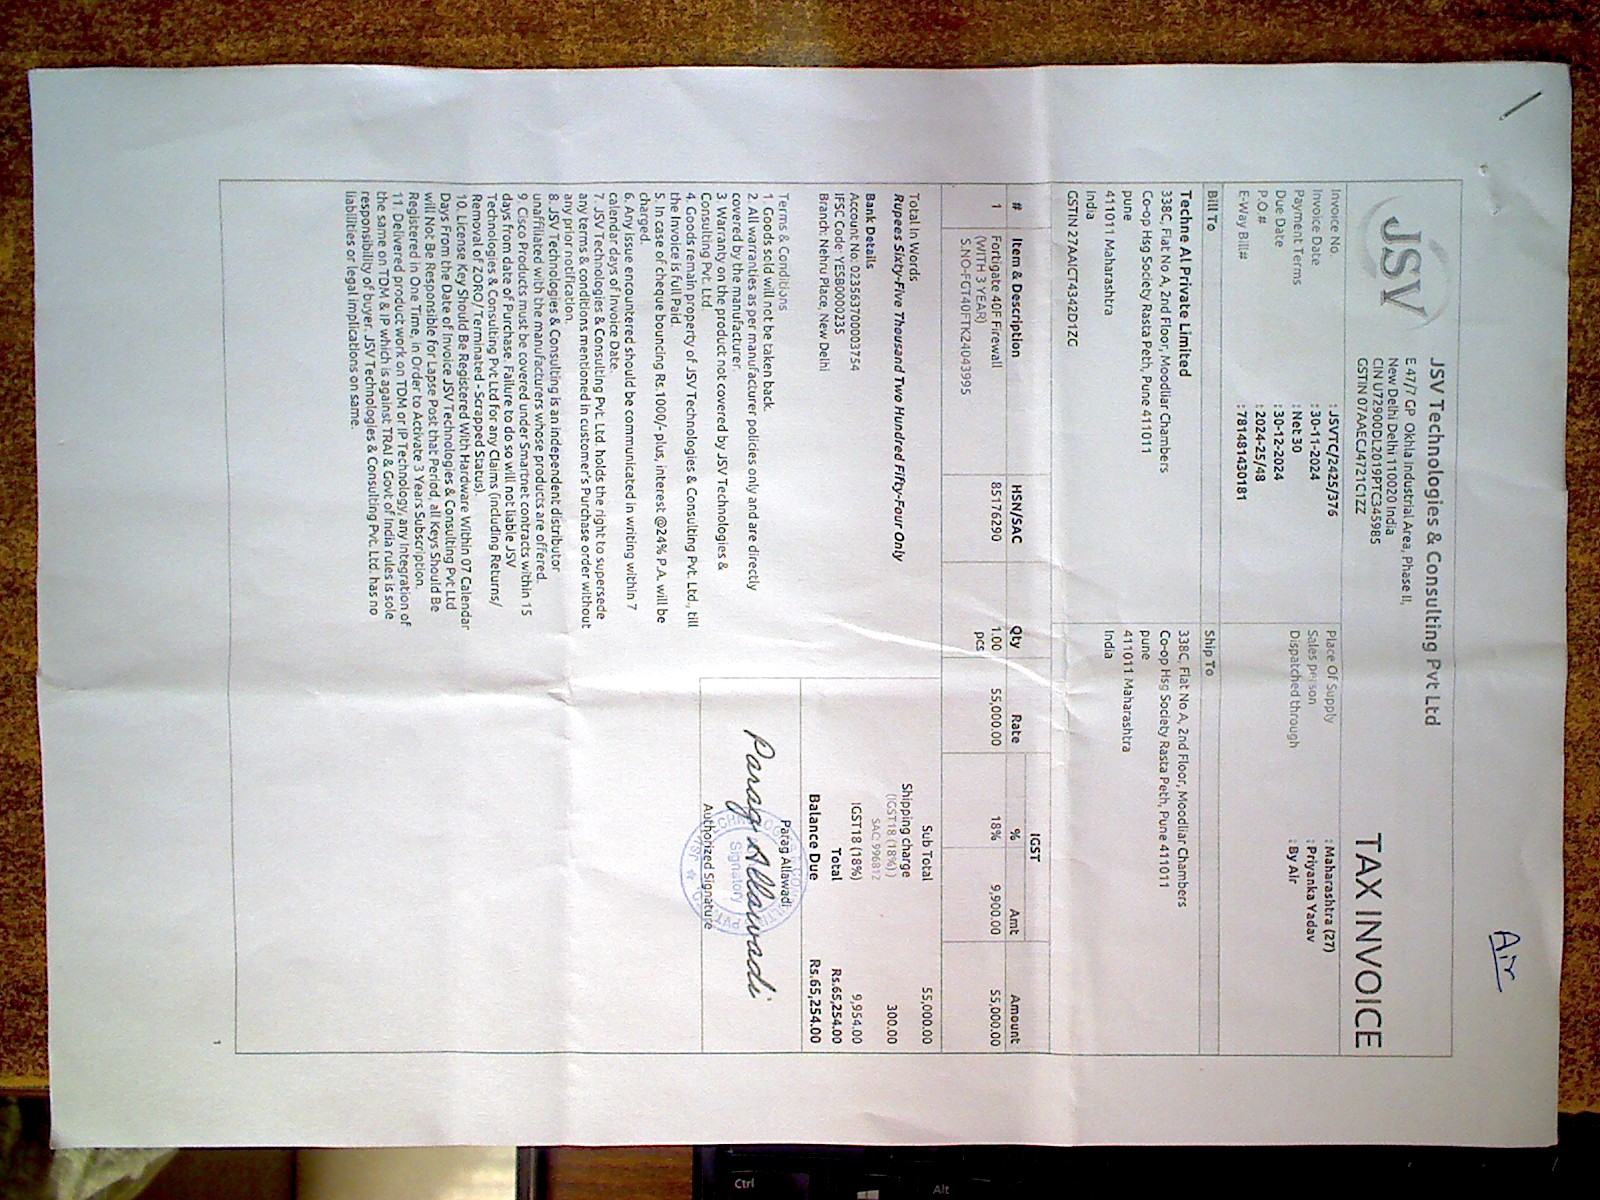 Air
JSV
JSV Technologies & Consulting Pvt Ltd
E 47/7 GP Okhla Industrial Area, Phase II,
New Delhi Delhi 110020 India
CIN U72900DL2019PTC345985
GSTIN 07AAECJ4721C1ZZ
TAX INVOICE
Invoice No. : JSVTC/2425/376
Invoice Date : 30-11-2024
Payment Terms : Net 30
Due Date : 30-12-2024
P.O.# : 2024-25/48
E-Way Bill# : 781481430181
Place Of Supply : Maharashtra (27)
Sales person : Priyanka Yadav
Dispatched through : By Air
Bill To
Techne AI Private Limited
338C, Flat No A, 2nd Floor, Moodliar Chambers
Co-op Hsg Society Rasta Peth, Pune 411011
pune
411011 Maharashtra
India
GSTIN 27AAICT4342D1ZG
Ship To
338C, Flat No A, 2nd Floor, Moodliar Chambers
Co-op Hsg Society Rasta Peth, Pune 411011
pune
411011 Maharashtra
India
# Item & Description HSN/SAC Qty Rate IGST % Amt Amount
1 Fortigate 40F Firewall 85176290 1.00 55,000.00 18% 9,900.00 55,000.00
(WITH 3 YEAR) pcs
S.NO-FGT40FTK24043995
Total In Words
Rupees Sixty-Five Thousand Two Hundred Fifty-Four Only
Bank Details
Account No: 023563700003754
IFSC Code: YESB0000235
Branch: Nehru Place, New Delhi
Sub Total 55,000.00
Shipping charge 300.00
(IGST18 (18%) )
SAC: 996812
IGST18 (18%) 9,954.00
Total Rs.65,254.00
Balance Due Rs.65,254.00
Terms & Conditions
1. Goods sold will not be taken back.
2. All warranties as per manufacturer policies only and are directly
covered by the manufacturer.
3. Warranty on the product not covered by JSV Technologies &
Consulting Pvt. Ltd.
4. Goods remain property of JSV Technologies & Consulting Pvt. Ltd., till
the Invoice is full Paid
5. In case of cheque bouncing Rs.1000/- plus, interest @24% P.A. will be
charged.
6. Any issue encountered should be communicated in writing within 7
calendar days of Invoice Date.
7. JSV Technologies & Consulting Pvt. Ltd. holds the right to supersede
any terms & conditions mentioned in customer's Purchase order without
any prior notification.
8. JSV Technologies & Consulting is an independent distributor
unaffiliated with the manufacturers whose products are offered.
9. Cisco Products must be covered under Smartnet contracts within 15
days from date of Purchase. Failure to do so will not liable JSV
Technologies & Consulting Pvt Ltd for any Claims (including Returns/
Removal of ZORO/ Terminated - Scrapped Status).
10. License Key Should Be Registered With Hardware Within 07 Calendar
Days From the Date of Invoice JSV Technologies & Consulting Pvt Ltd
will Not Be Responsible for Lapse Post that Period, all Keys Should Be
Registered in One Time, in Order to Activate 3 Years Subscription.
11. Delivered product work on TDM or IP Technology, any Integration of
the same on TDM & IP which is against TRAI & Govt of India rules is sole
responsibility of buyer. JSV Technologies & Consulting Pvt. Ltd. has no
liabilities or legal implications on same.
Parag Allawadi
Parag Allawadi
Signatory
Authorized Signature
1
Ctrl
Alt